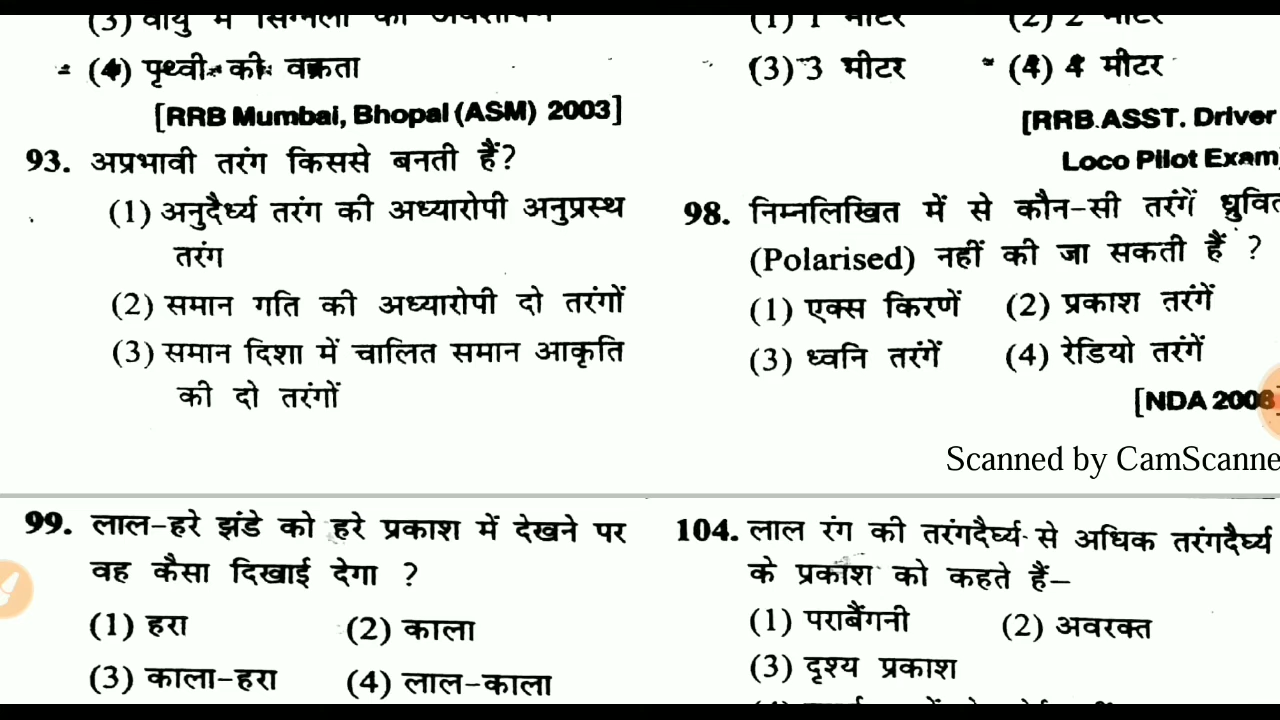 (4) पृथ्वी की वक्रता
[RRB Mumbai, Bhopal (ASM) 2003]
93. अप्रभावी तरंग किससे बनती हैं?
(1) अनुदैर्ध्य तरंग की अध्यारोपी अनुप्रस्थ
तरंग
(2) समान गति की अध्यारोपी दो तरंगों
(3) समान दिशा में चालित समान आकृति
की दो तरंगों
(3) 3 मीटर (4) 4 मीटर
[RRB.ASST. Driver
Loco Pilot Exam
98. निम्नलिखित में से कौन-सी तरंगें ध्रुवित
(Polarised) नहीं की जा सकती हैं ?
(1) एक्स किरणें (2) प्रकाश तरंगें
(3) ध्वनि तरंगें (4) रेडियो तरंगें
[NDA 2008
Scanned by CamScanne
99. लाल-हरे झंडे को हरे प्रकाश में देखने पर
वह कैसा दिखाई देगा ?
(1) हरा (2) काला
(3) काला-हरा (4) लाल-काला
104. लाल रंग की तरंगदैर्घ्य से अधिक तरंगदैर्घ्य
के प्रकाश को कहते हैं–
(1) पराबैंगनी (2) अवरक्त
(3) दृश्य प्रकाश